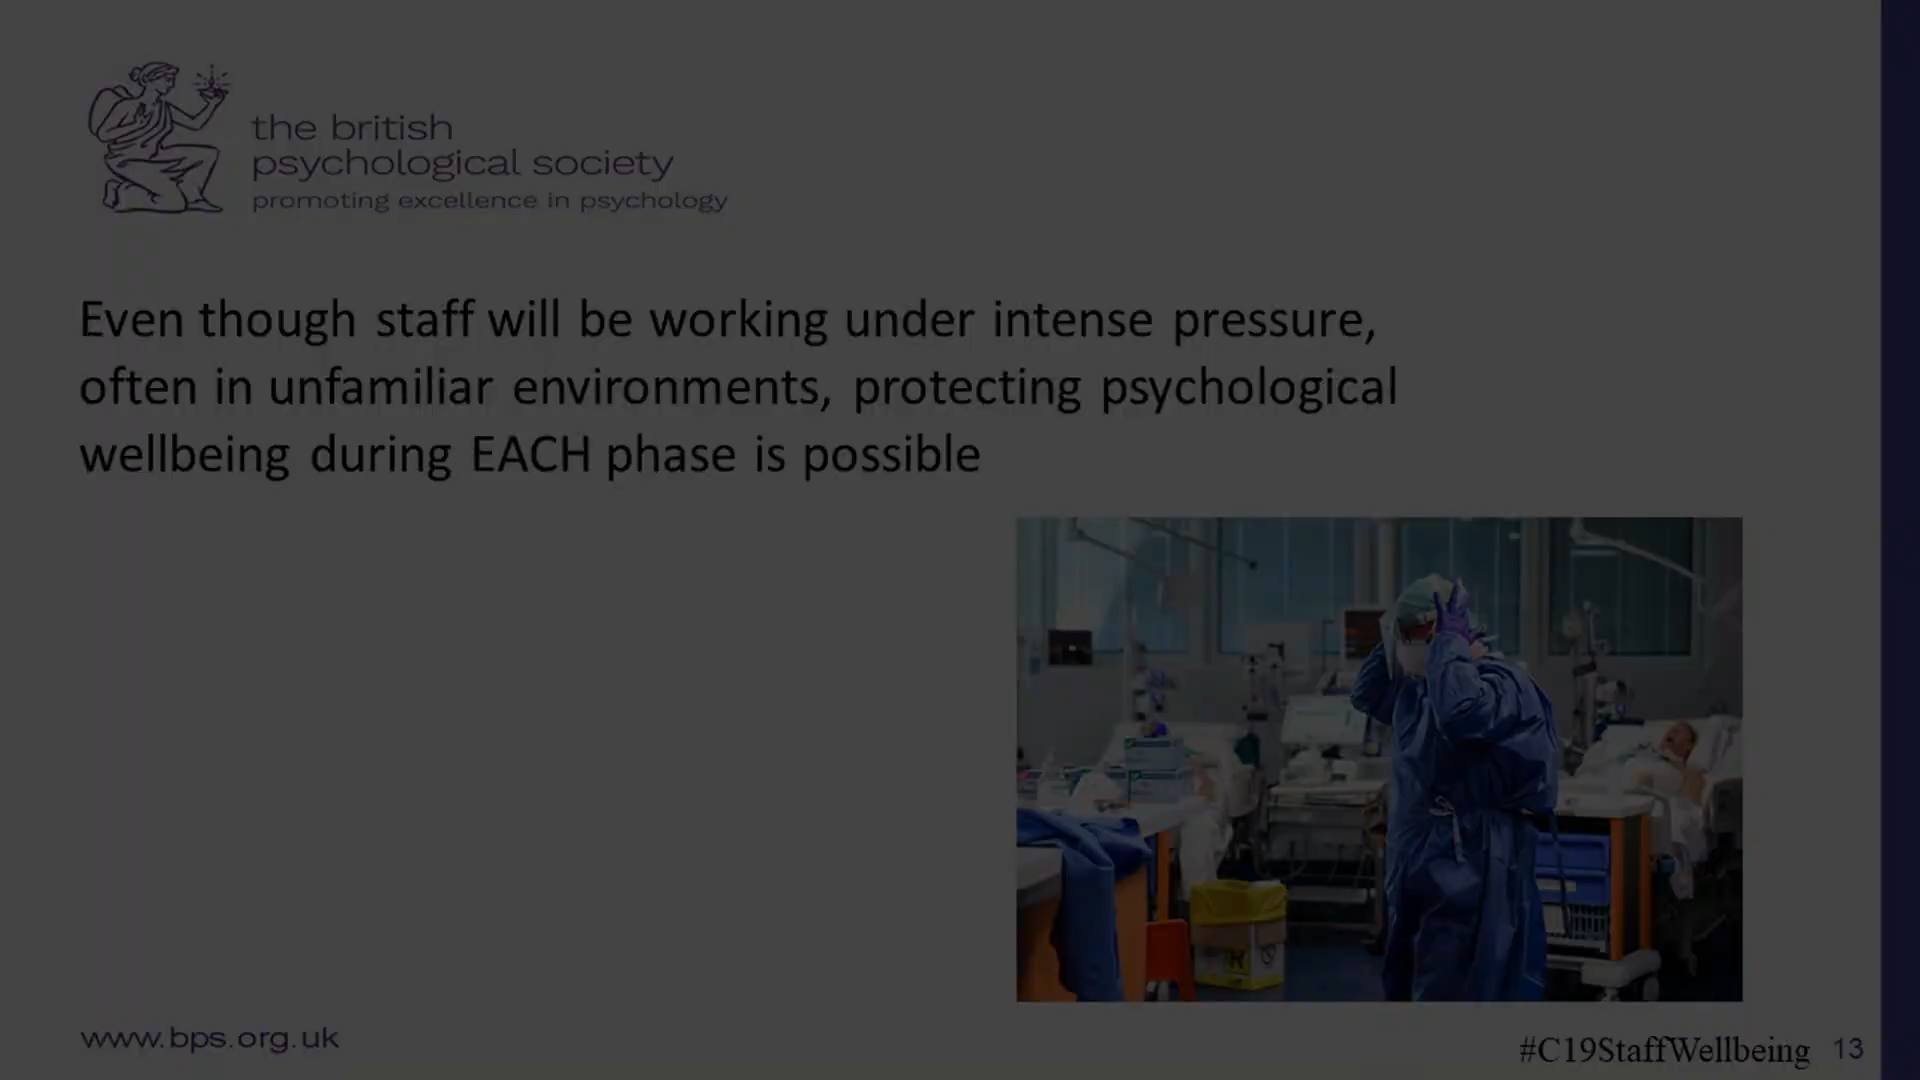 the british
psychological society
promoting excellence in psychology
Even though staff will be working under intense pressure,
often in unfamiliar environments, protecting psychological
wellbeing during EACH phase is possible
www.bps.org.uk
#C19StaffWellbeing 13